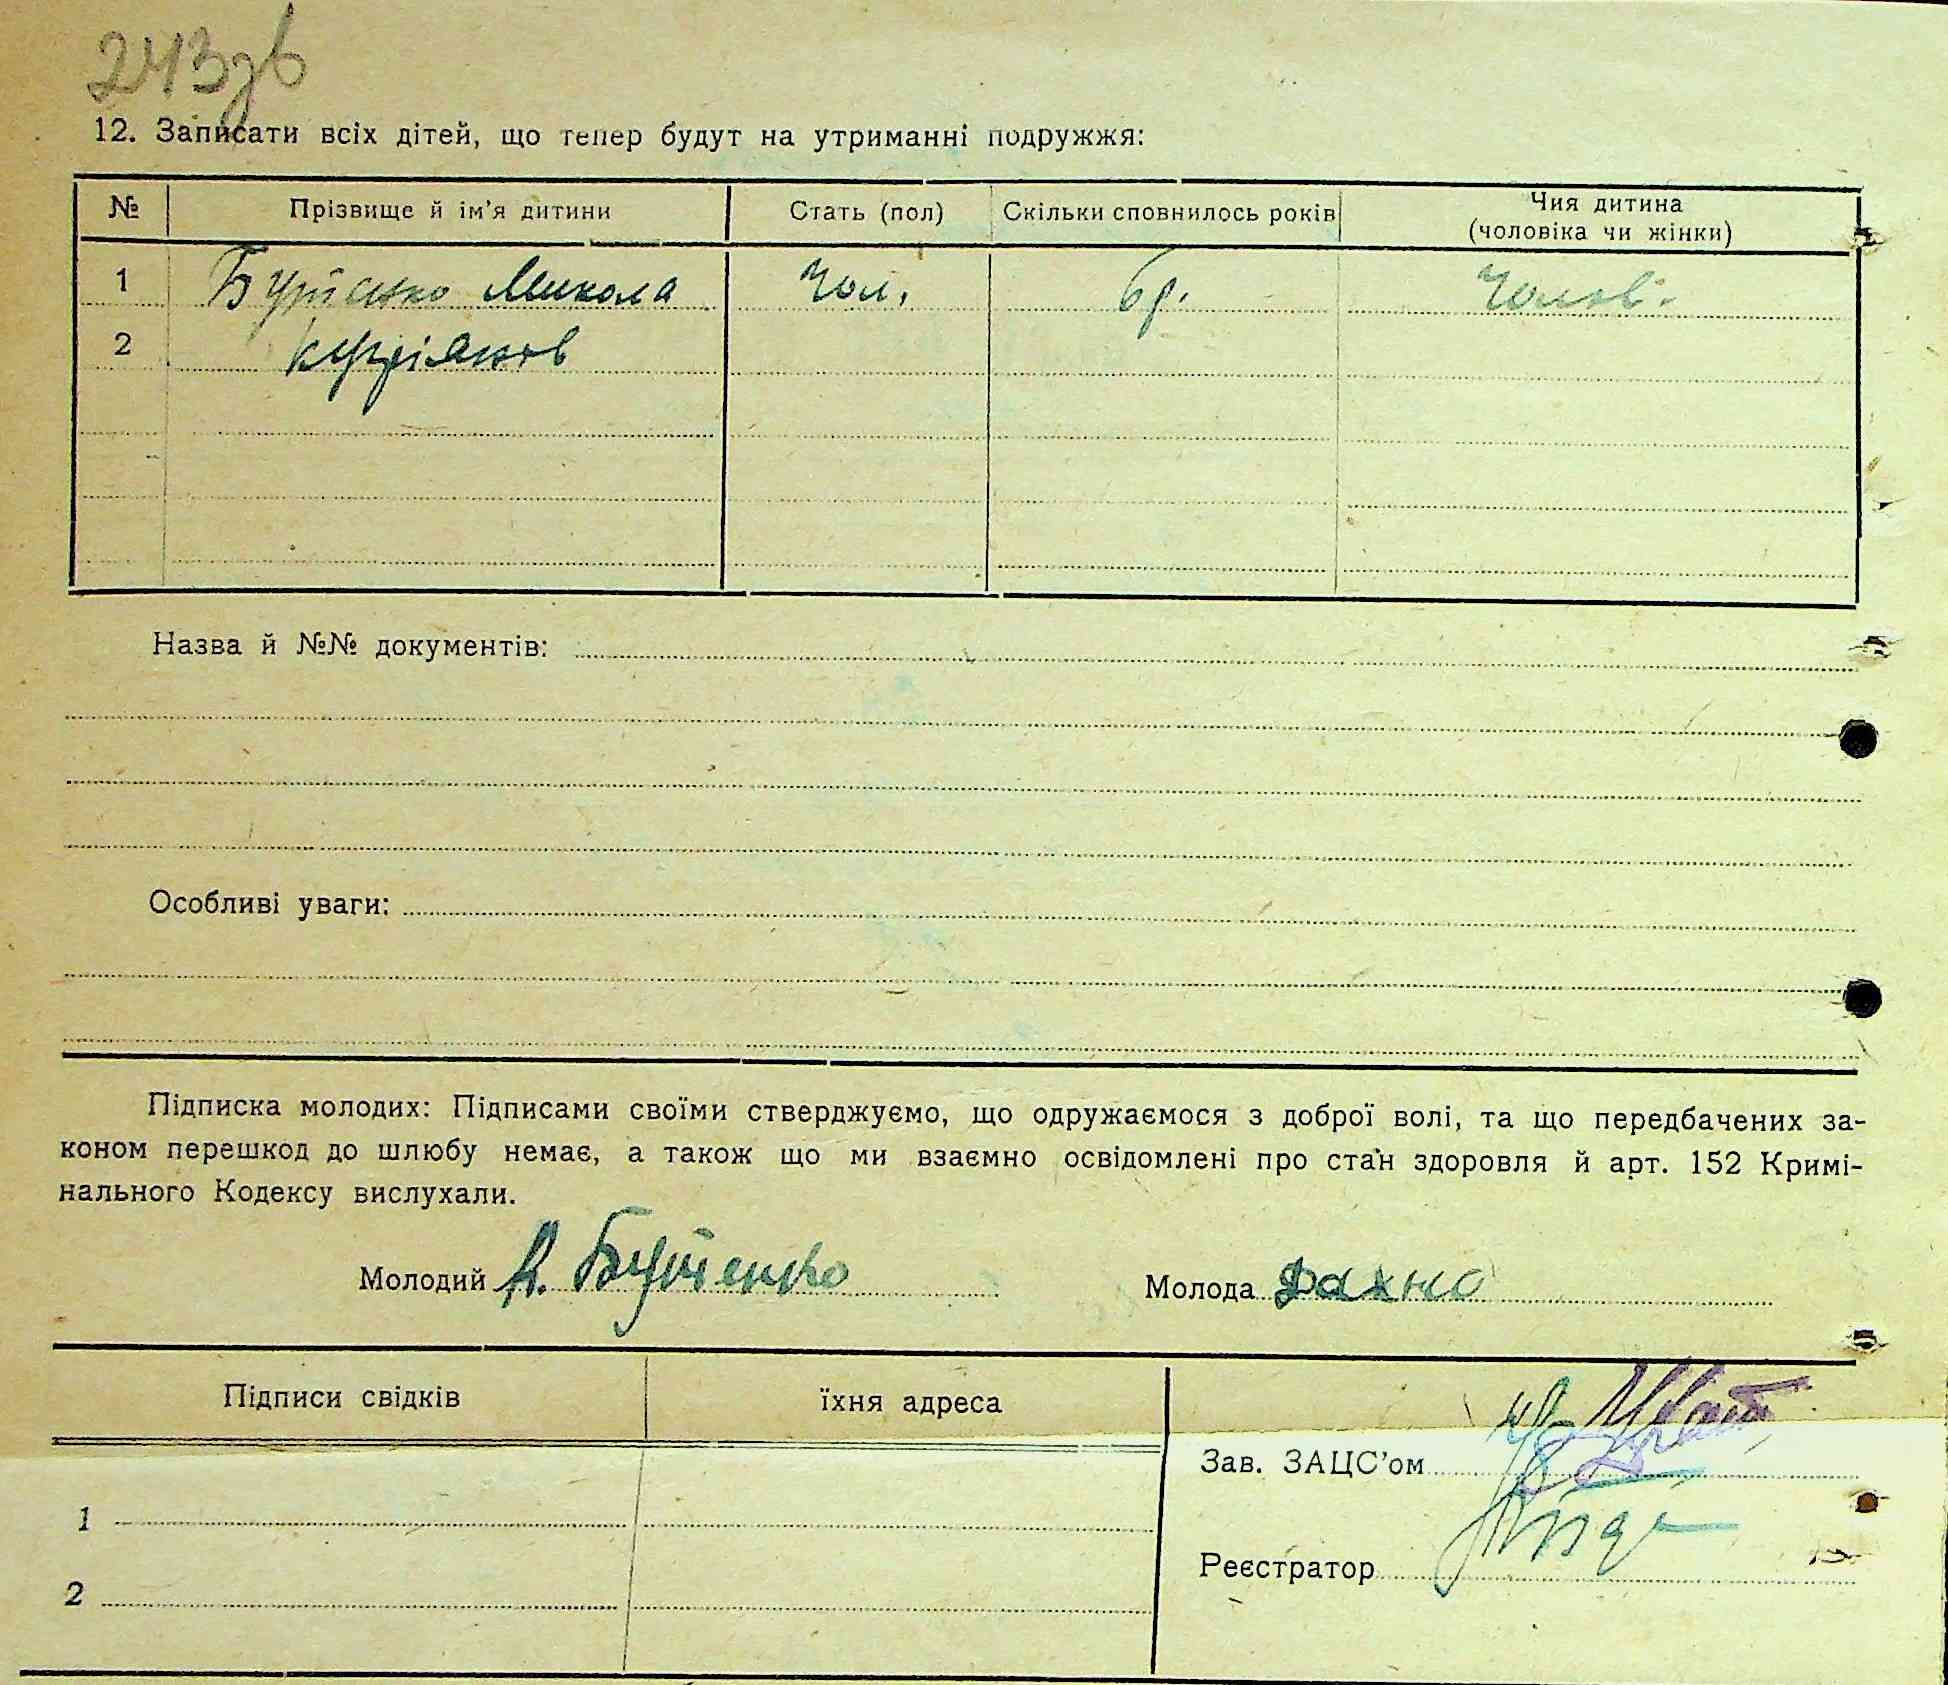 243зв
12. Записати всіх дітей, що тепер будут на утриманні подружжя:
№ Прізвище й ім'я дитини Стать (пол) Скільки сповнилось років Чия дитина (чоловіка чи жінки)
1 Бутенко Микола Чол. 6р. Чолов.
2
Назва й №№ документів:
Особливі уваги:
Підписка молодих: Підписами своїми стверджуємо, що одружаємося з доброї волі, та що передбачених за-
коном перешкод до шлюбу немає, а також що ми взаємно освідомлені про стан здоровля й арт. 152 Кримі-
нального Кодексу вислухали.
Молодий Бутенко Молода Дахно
Підписи свідків їхня адреса
Зав. ЗАЦС'ом
1
Реєстратор
2